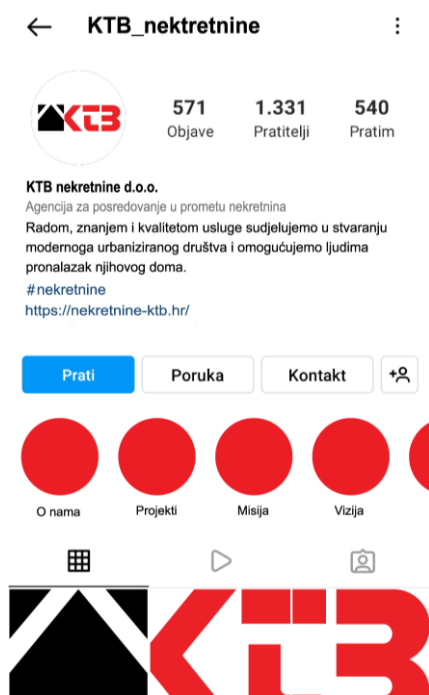 KTB_nektretnine
KTB
571 1.331 540
Objave Pratitelji Pratim
KTB nekretnine d.o.o.
Agencija za posredovanje u prometu nekretnina
Radom, znanjem i kvalitetom usluge sudjelujemo u stvaranju
modernoga urbaniziranog društva i omogućujemo ljudima
pronalazak njihovog doma.
#nekretnine
https://nekretnine-ktb.hr/
Prati Poruka Kontakt
O nama Projekti Misija Vizija
KTB